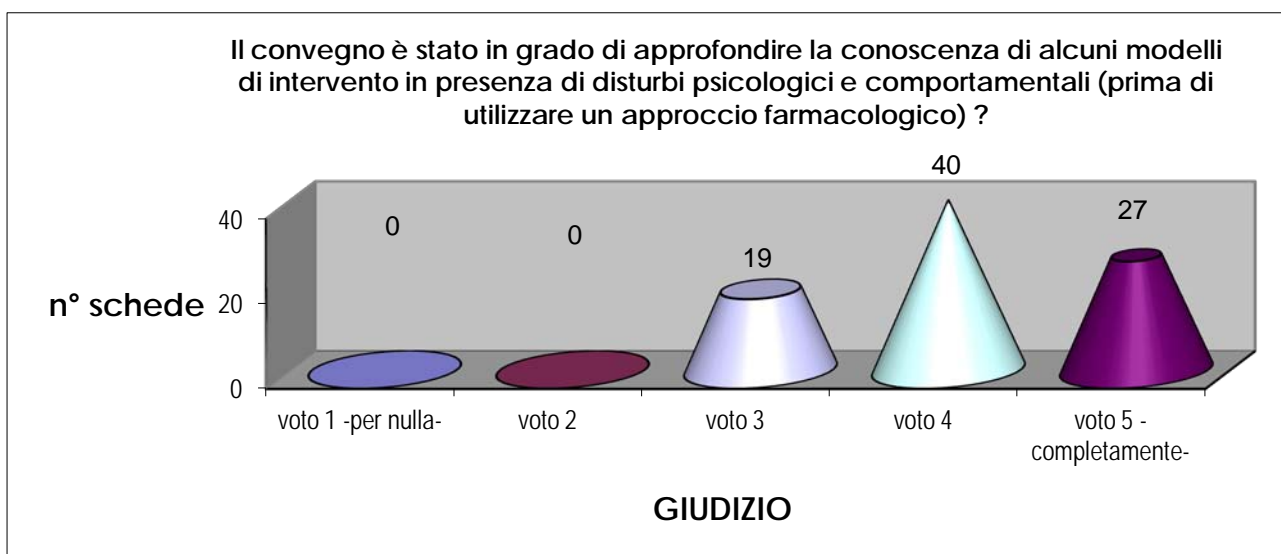 Il convegno è stato in grado di approfondire la conoscenza di alcuni modelli
di intervento in presenza di disturbi psicologici e comportamentali (prima di
utilizzare un approccio farmacologico) ?
40
27
19
0
0
40
20
0
n° schede
voto 1 -per nulla-
voto 2
voto 3
voto 4
voto 5 -
completamente-
GIUDIZIO